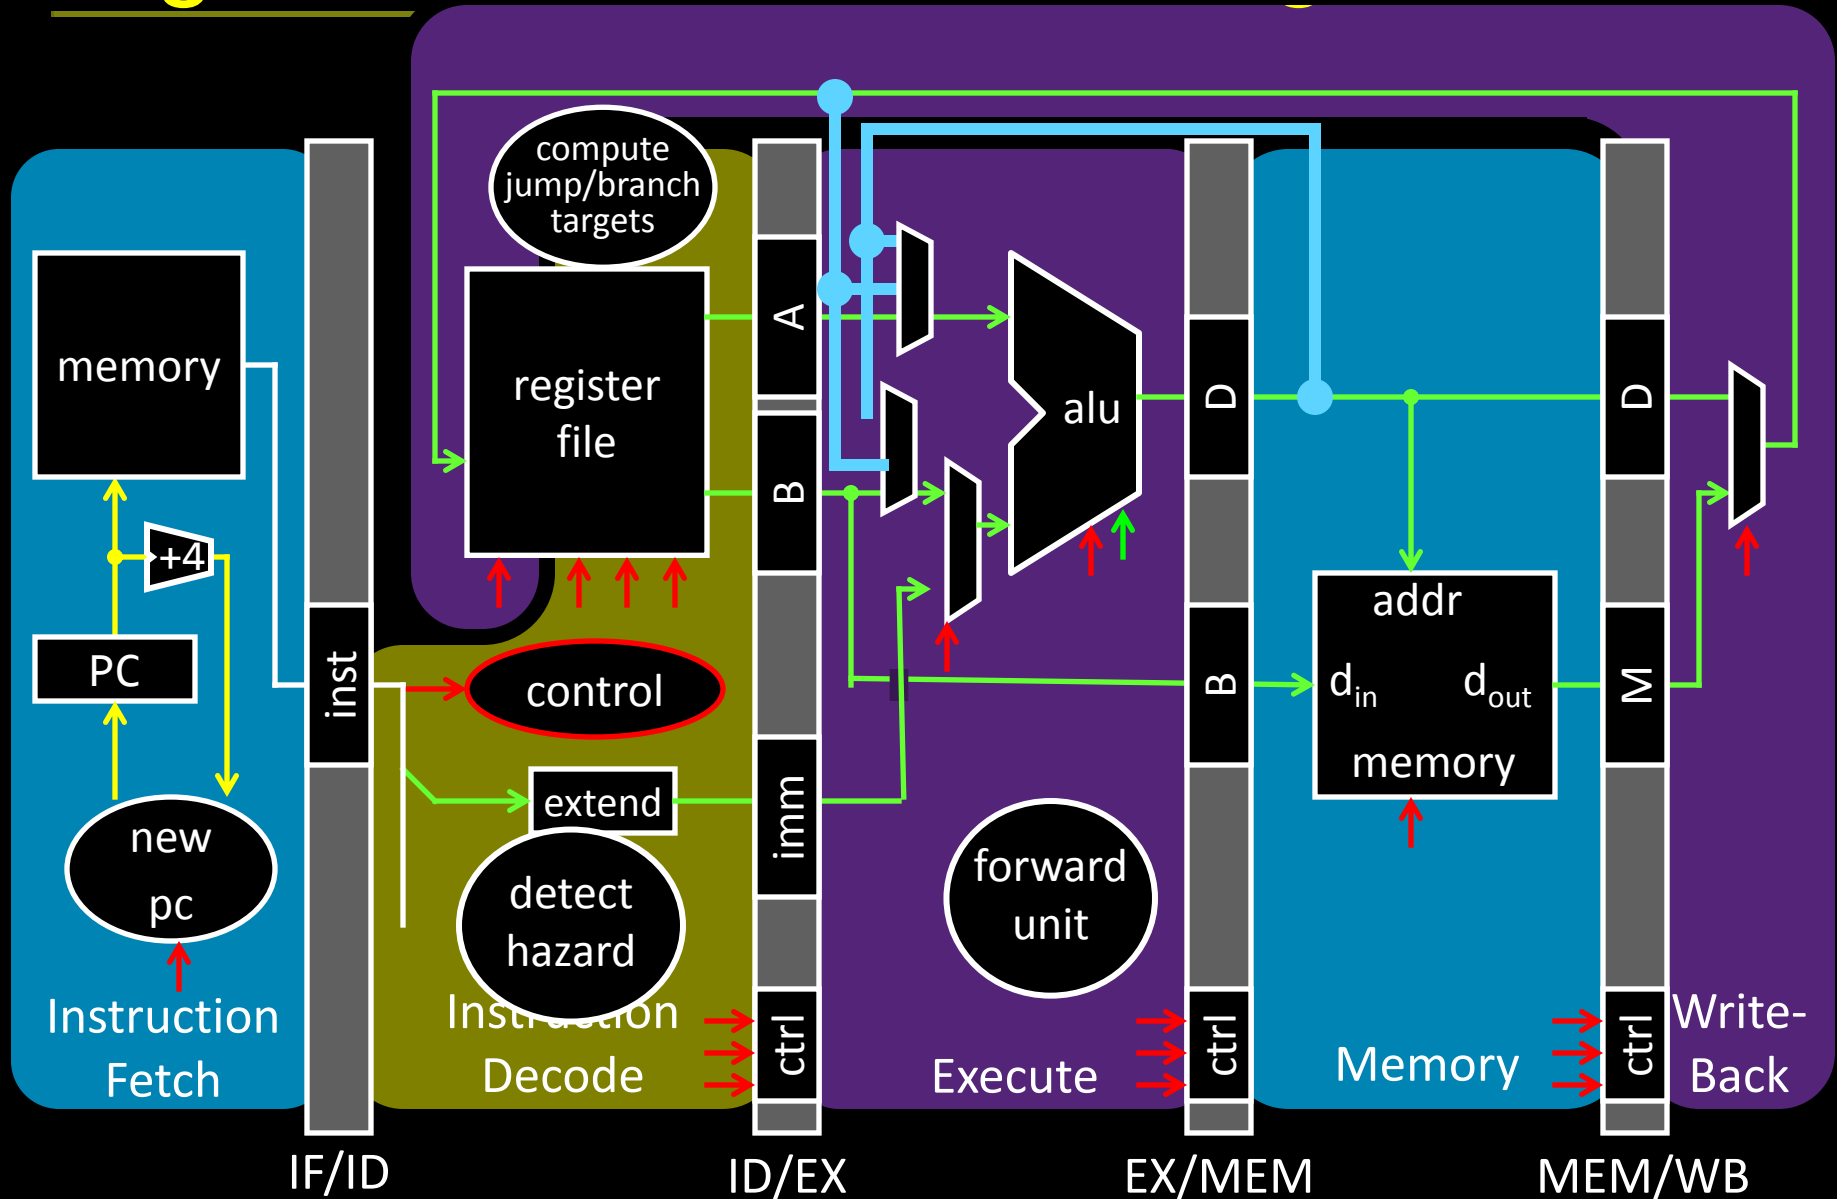 compute
jump/branch
targets
memory
register
file
A
B
alu
D
D
+4
PC
inst
control
extend
imm
B
addr
d_in
d_out
memory
M
new
pc
detect
hazard
forward
unit
Instruction
Fetch
Decode
Execute
Memory
Write-
Back
ctrl
ctrl
ctrl
Instruction
IF/ID
ID/EX
EX/MEM
MEM/WB